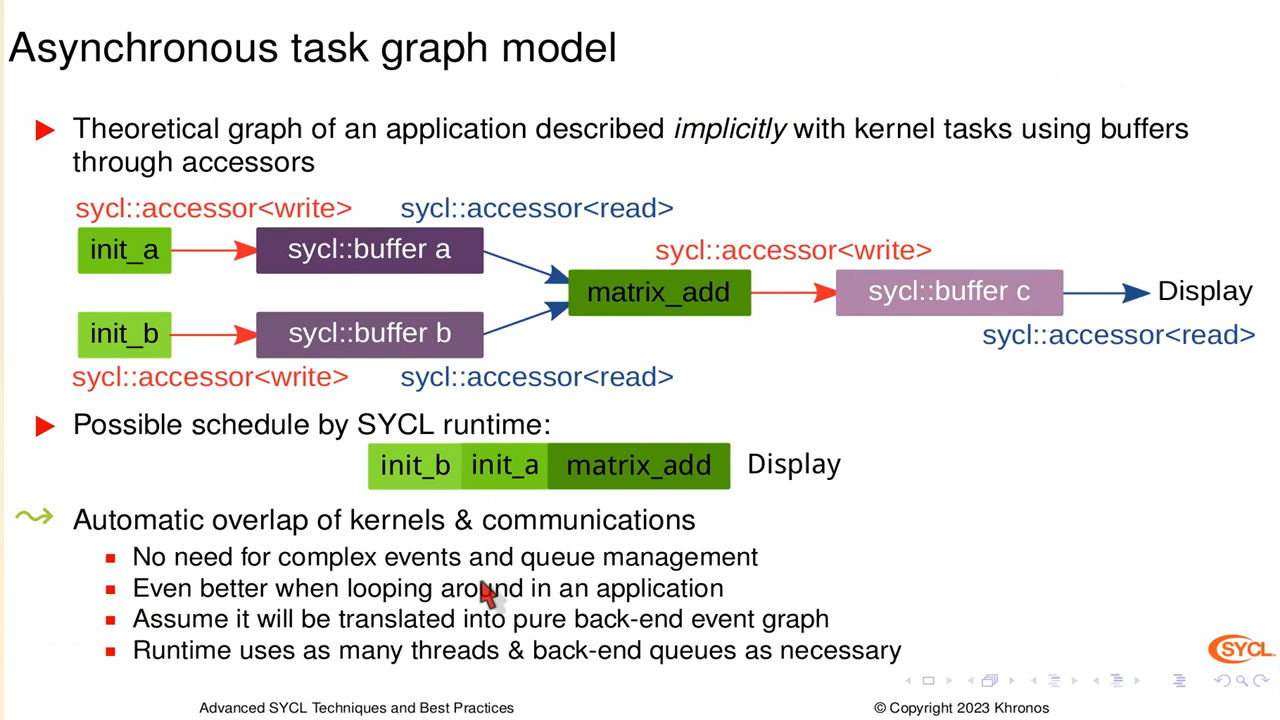 Asynchronous task graph model
Theoretical graph of an application described implicitly with kernel tasks using buffers
through accessors
sycl::accessor<write>
sycl::accessor<read>
init_a
sycl::buffer a
sycl::accessor<write>
matrix_add
sycl::buffer c
Display
init_b
sycl::buffer b
sycl::accessor<read>
sycl::accessor<write>
sycl::accessor<read>
Possible schedule by SYCL runtime:
init_b init_a matrix_add Display
Automatic overlap of kernels & communications
No need for complex events and queue management
Even better when looping around in an application
Assume it will be translated into pure back-end event graph
Runtime uses as many threads & back-end queues as necessary
SYCL
Advanced SYCL Techniques and Best Practices
© Copyright 2023 Khronos